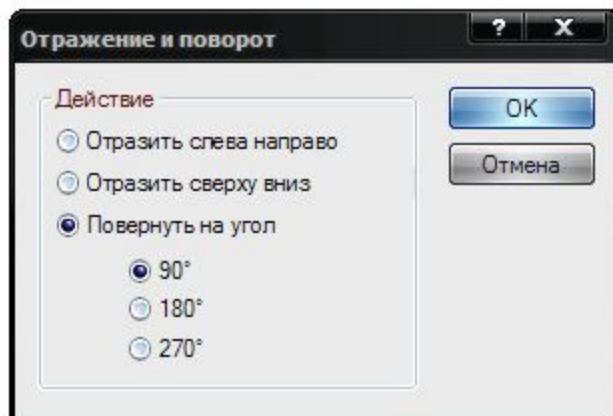 Отражение и поворот
? X
Действие
Отразить слева направо
Отразить сверху вниз
Повернуть на угол
90°
180°
270°
OK
Отмена